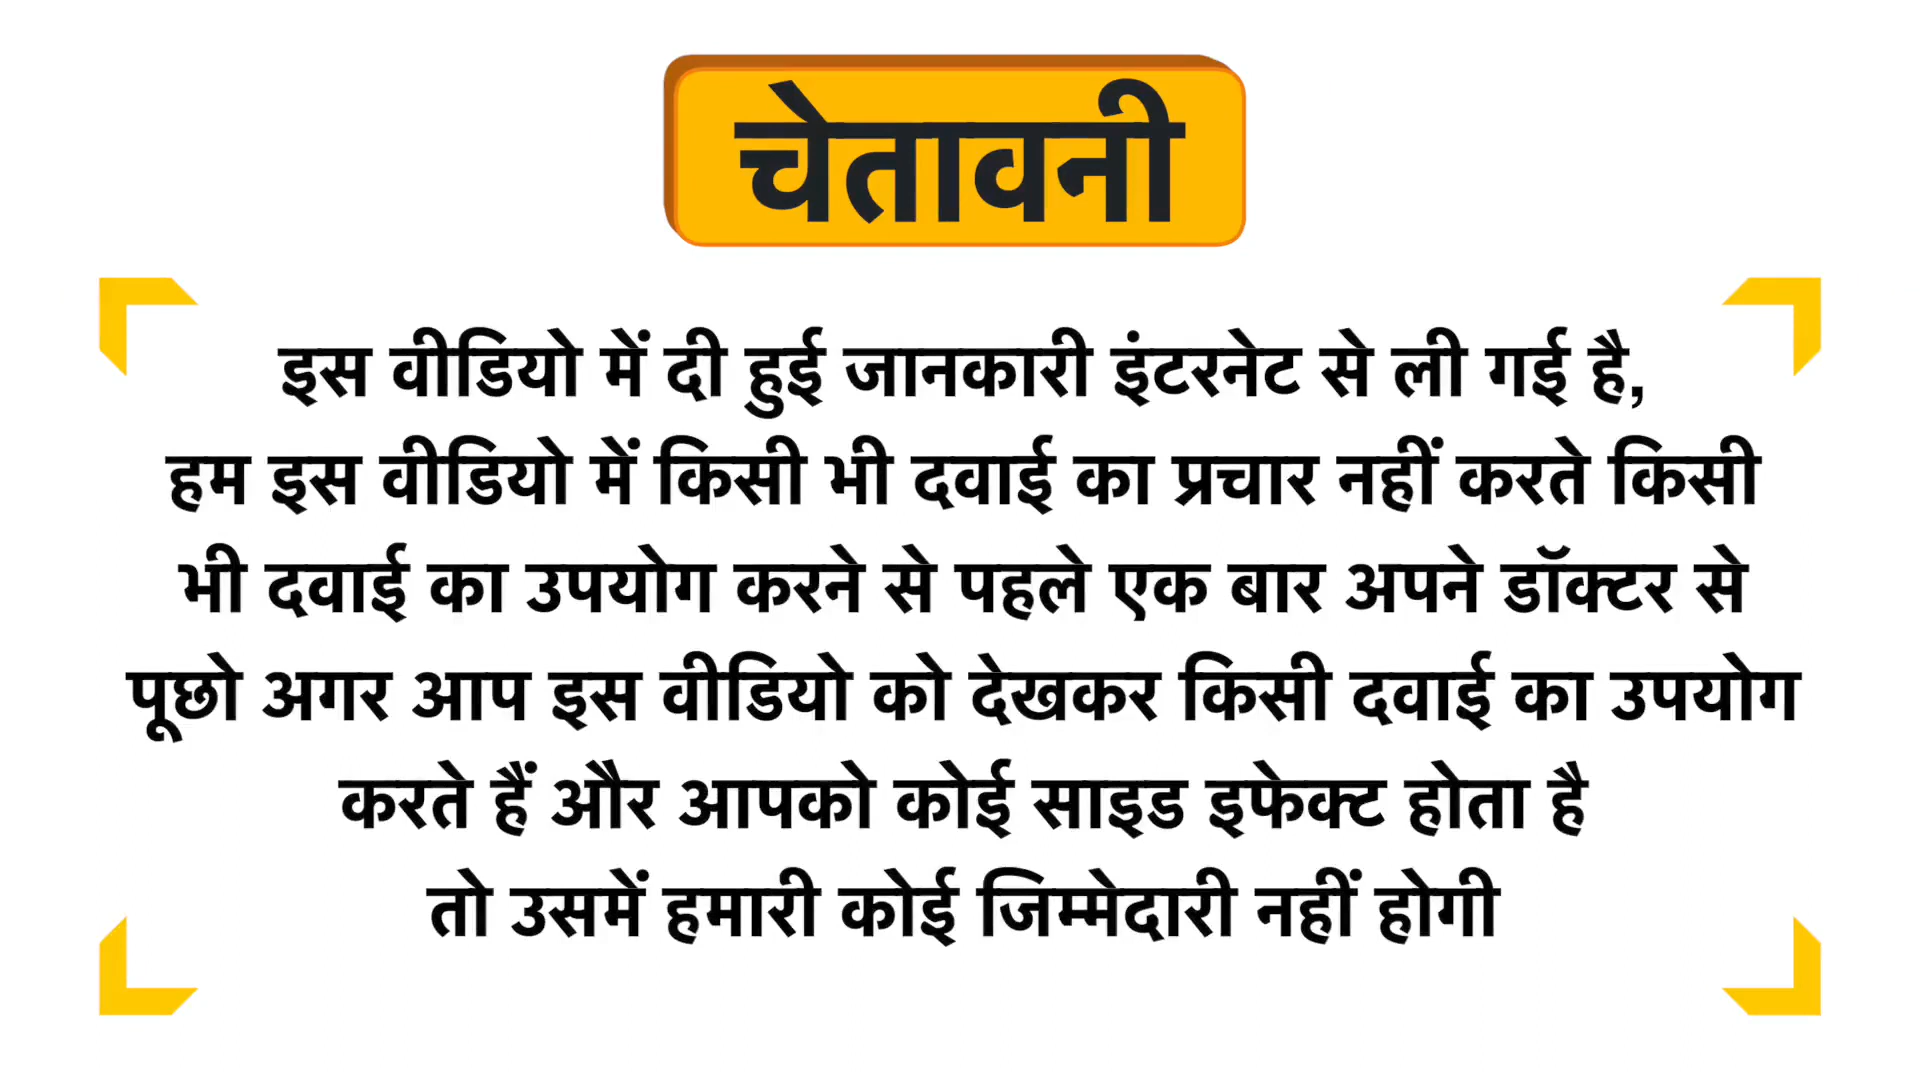 चेतावनी
इस वीडियो में दी हुई जानकारी इंटरनेट से ली गई है,
हम इस वीडियो में किसी भी दवाई का प्रचार नहीं करते किसी
भी दवाई का उपयोग करने से पहले एक बार अपने डॉक्टर से
पूछो अगर आप इस वीडियो को देखकर किसी दवाई का उपयोग
करते हैं और आपको कोई साइड इफेक्ट होता है
तो उसमें हमारी कोई जिम्मेदारी नहीं होगी